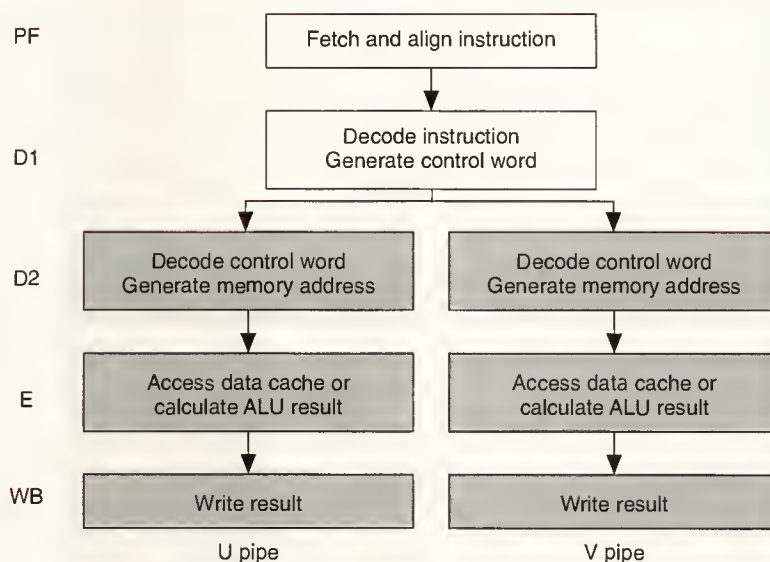 PF
Fetch and align instruction
D1
Decode instruction
Generate control word
D2
Decode control word
Generate memory address
Decode control word
Generate memory address
E
Access data cache or
calculate ALU result
Access data cache or
calculate ALU result
WB
Write result
Write result
U pipe
V pipe